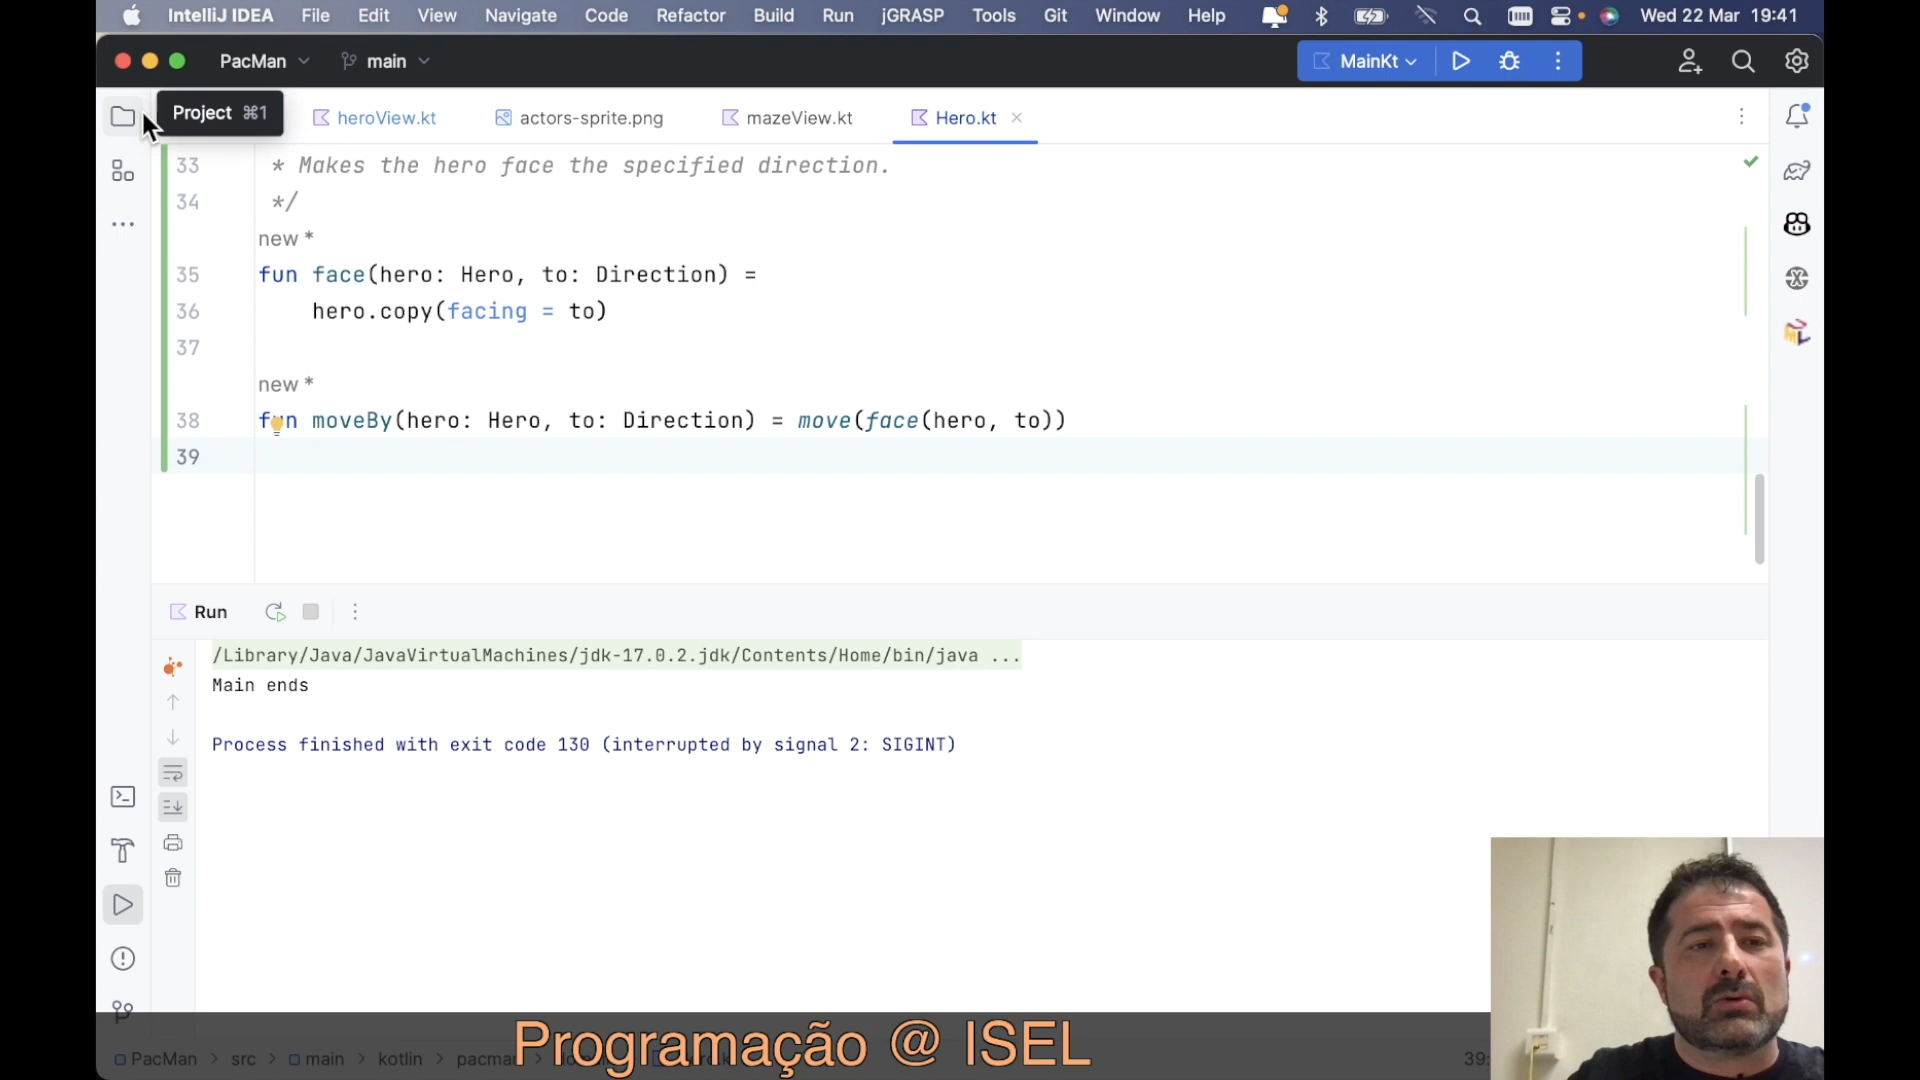 IntelliJ IDEA File Edit View Navigate Code Refactor Build Run jGRASP Tools Git Window Help Wed 22 Mar 19:41
PacMan main MainKt
Project ⌘1 heroView.kt actors-sprite.png mazeView.kt Hero.kt
33 * Makes the hero face the specified direction.
34 */
new *
35 fun face(hero: Hero, to: Direction) =
36 hero.copy(facing = to)
37
new *
38 fun moveBy(hero: Hero, to: Direction) = move(face(hero, to))
39
Run
/Library/Java/JavaVirtualMachines/jdk-17.0.2.jdk/Contents/Home/bin/java ...
Main ends
Process finished with exit code 130 (interrupted by signal 2: SIGINT)
Programação @ ISEL
PacMan > src > main > kotlin > 39: